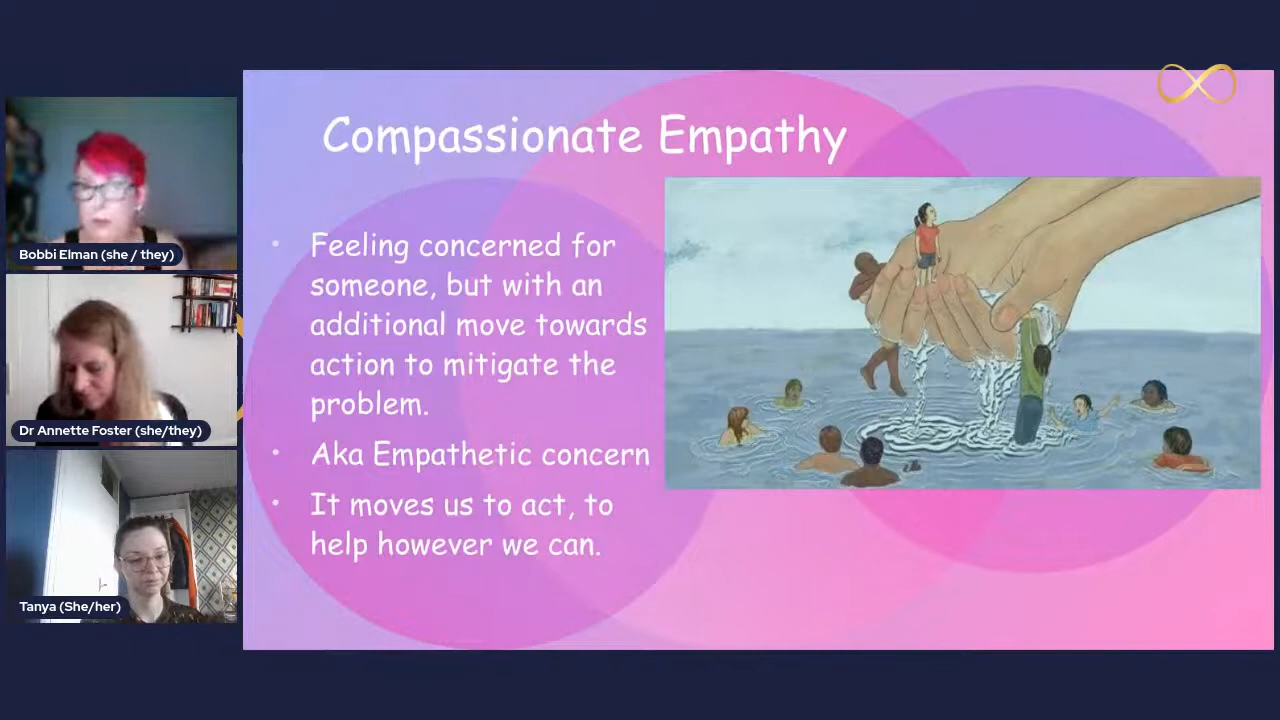 Compassionate Empathy
• Feeling concerned for
someone, but with an
additional move towards
action to mitigate the
problem.
• Aka Empathetic concern
• It moves us to act, to
help however we can.
Bobbi Elman (she / they)
Dr Annette Foster (she/they)
Tanya (She/her)